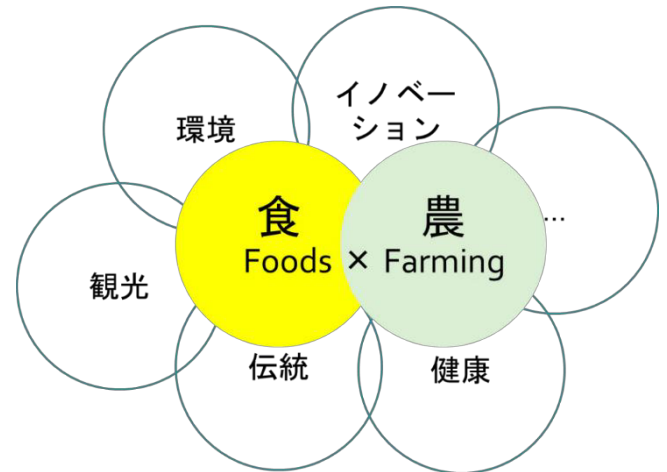 イノベー
ション
環境
食
農
...
Foods × Farming
観光
伝統
健康